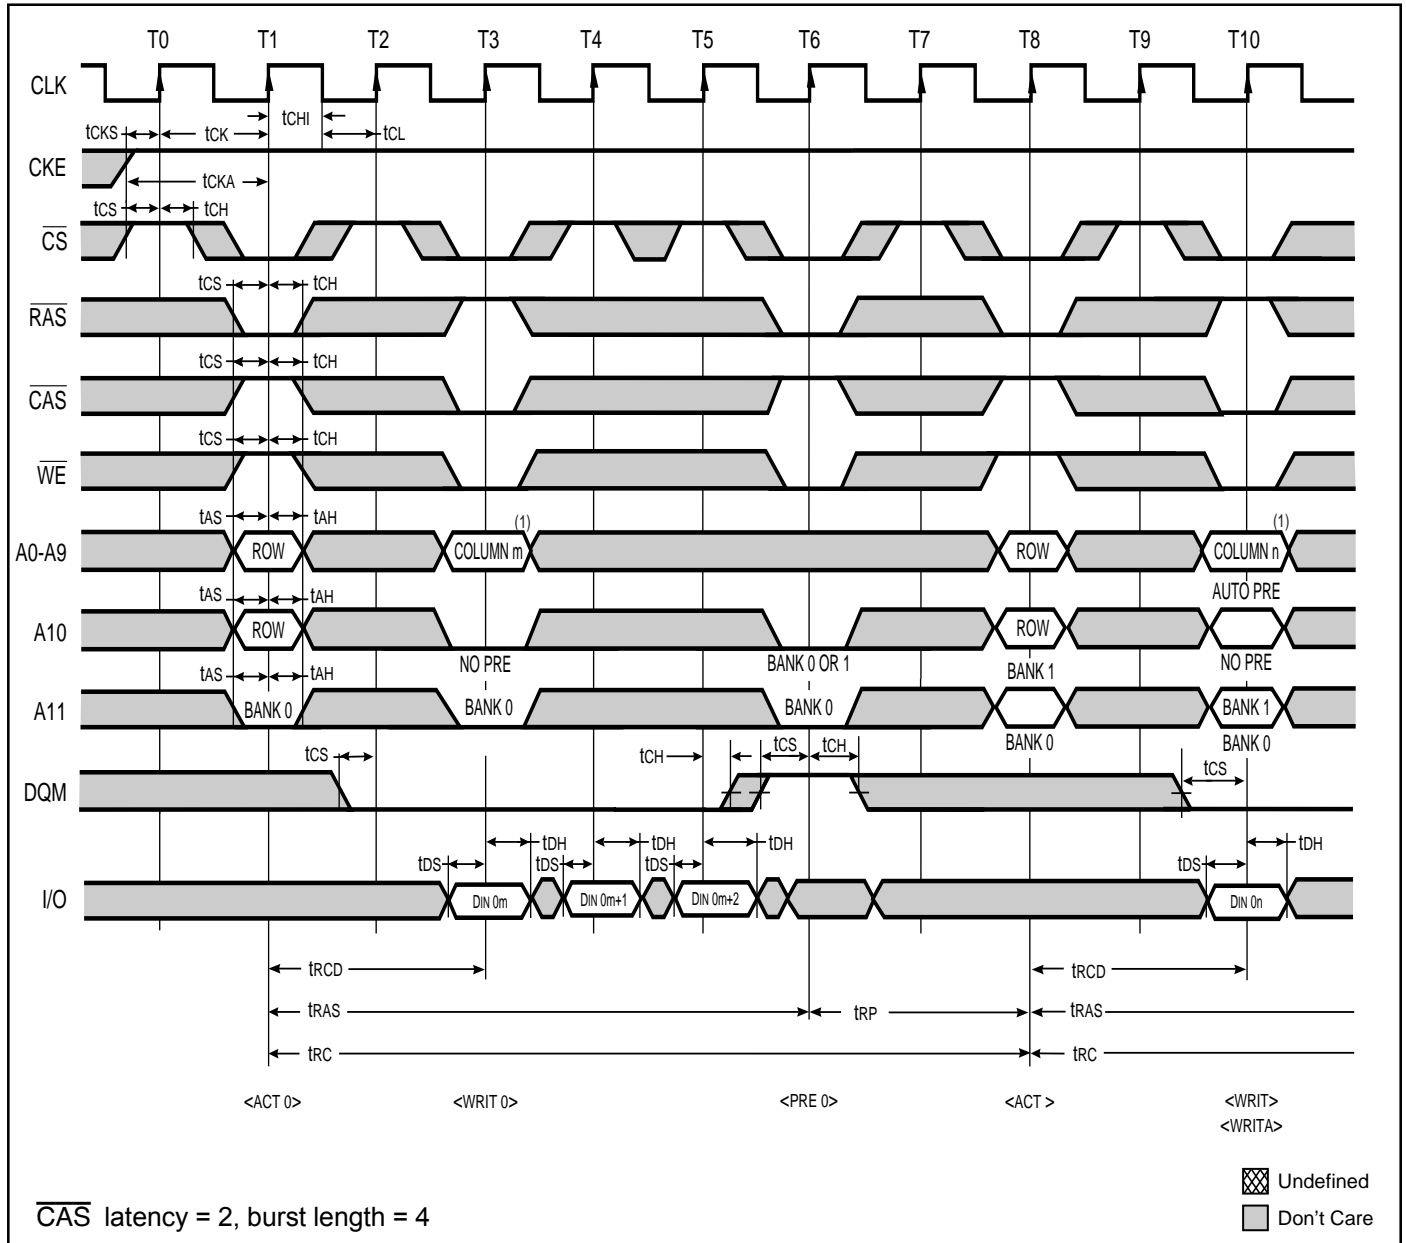 T0 T1 T2 T3 T4 T5 T6 T7 T8 T9 T10
CLK
tCHI
tCKS tCK tCL
CKE
tCKA
tCS tCH
CS
tCS tCH
RAS
tCS tCH
CAS
tCS tCH
WE
tAS tAH (1) (1)
A0-A9 ROW COLUMN m ROW COLUMN n
tAS tAH AUTO PRE
A10 ROW ROW
NO PRE BANK 0 OR 1 BANK 1 NO PRE
tAS tAH
A11 BANK 0 BANK 0 BANK 0 BANK 1
BANK 0 BANK 0
tCS tCH tCS tCH tCS
DQM
tDS tDH tDS tDH tDS tDH tDS tDH
I/O DIN 0m DIN 0m+1 DIN 0m+2 DIN 0n
tRCD tRCD
tRAS tRP tRAS
tRC tRC
<ACT 0> <WRIT 0> <PRE 0> <ACT > <WRIT>
<WRITA>
Undefined
CAS latency = 2, burst length = 4
Don't Care